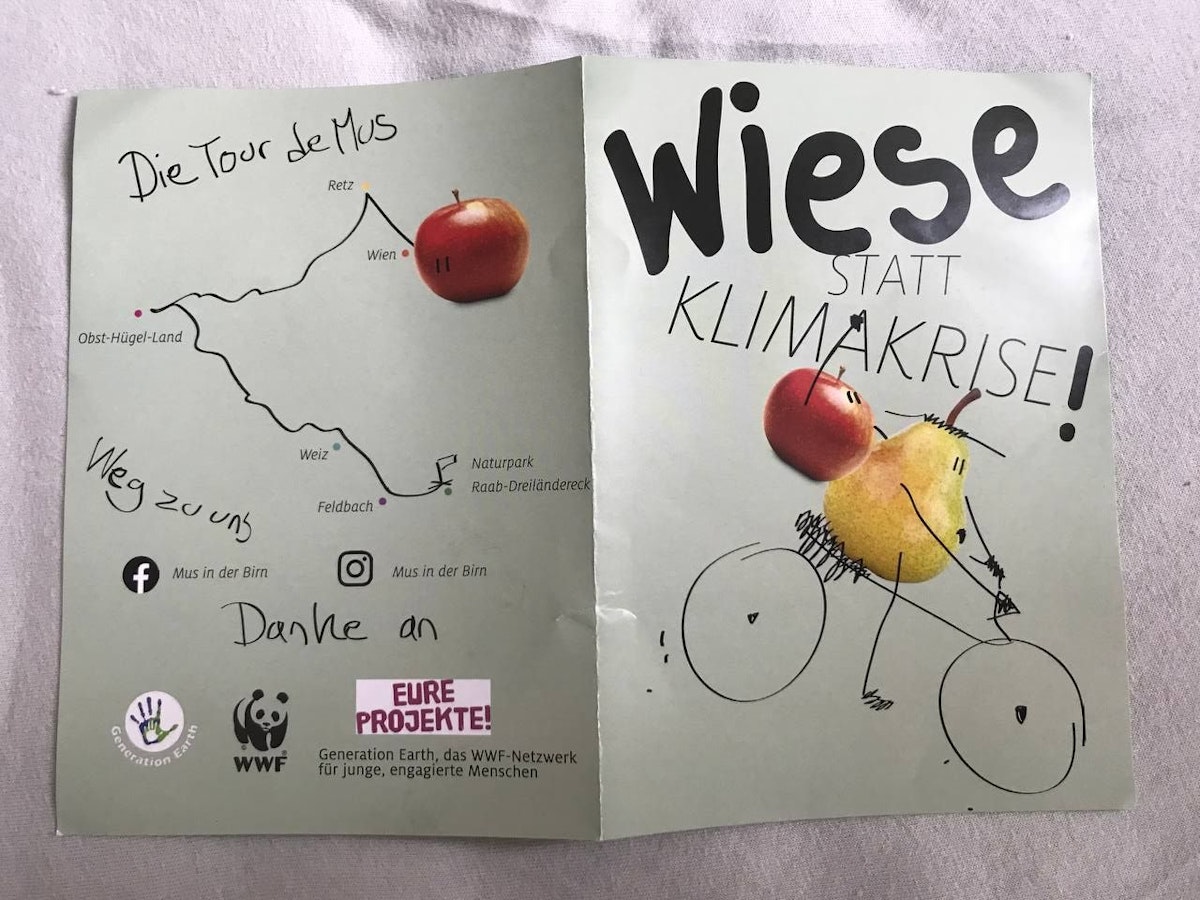 Die Tour de Mus
Retz
Wien
Obst-Hügel-Land
Weiz
Naturpark
Raab-Dreiländereck
Feldbach
Weg zu uns
f Mus in der Birn
Mus in der Birn
Danke an
Generation Earth
WWF
EURE
PROJEKTE!
Generation Earth, das WWF-Netzwerk
für junge, engagierte Menschen
Wiese
STATT
KLIMAKRISE!